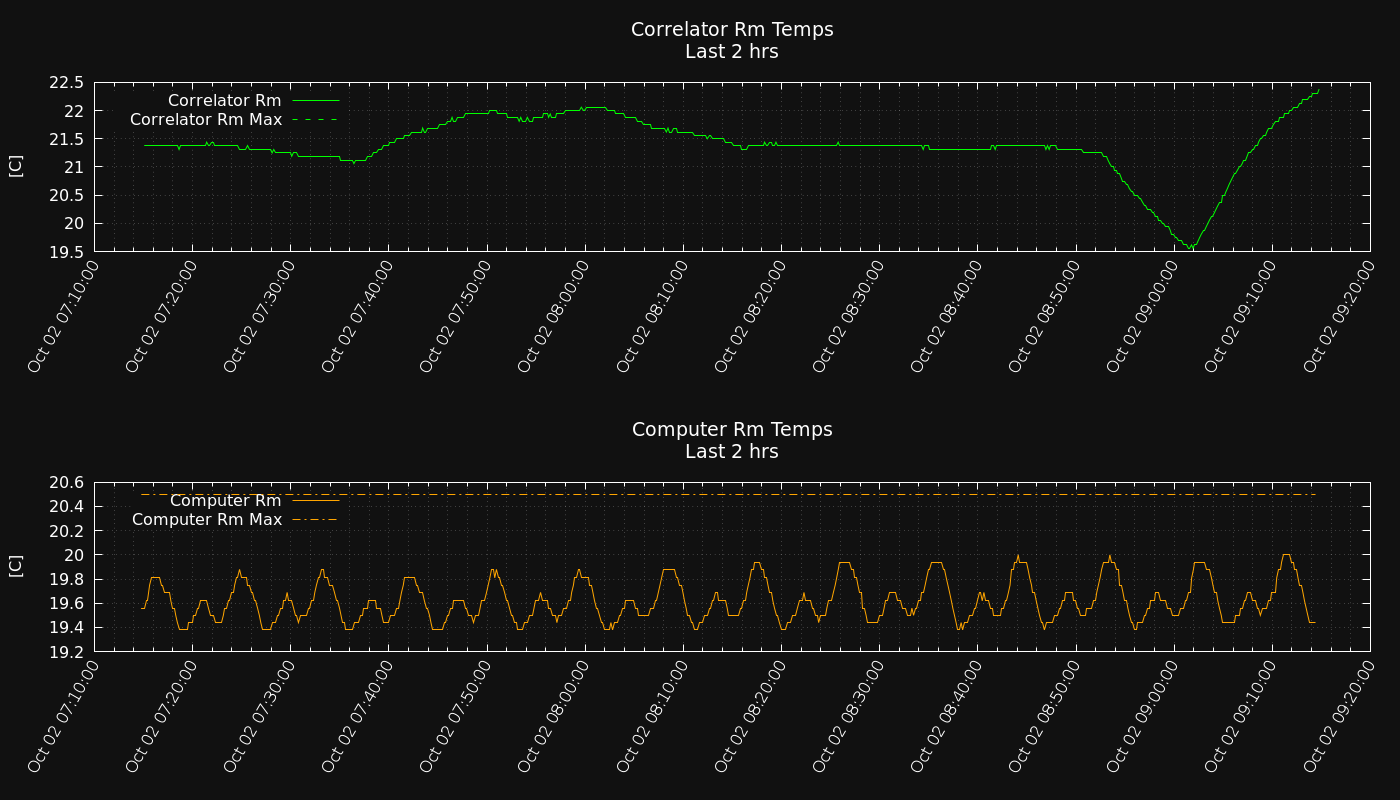 Correlator Rm Temps
Last 2 hrs
22.5
22
21.5
21
20.5
20
19.5
[C]
Correlator Rm
Correlator Rm Max
Oct 02 07:10:00
Oct 02 07:20:00
Oct 02 07:30:00
Oct 02 07:40:00
Oct 02 07:50:00
Oct 02 08:00:00
Oct 02 08:10:00
Oct 02 08:20:00
Oct 02 08:30:00
Oct 02 08:40:00
Oct 02 08:50:00
Oct 02 09:00:00
Oct 02 09:10:00
Oct 02 09:20:00
Computer Rm Temps
Last 2 hrs
20.6
20.4
20.2
20
19.8
19.6
19.4
19.2
[C]
Computer Rm
Computer Rm Max
Oct 02 07:10:00
Oct 02 07:20:00
Oct 02 07:30:00
Oct 02 07:40:00
Oct 02 07:50:00
Oct 02 08:00:00
Oct 02 08:10:00
Oct 02 08:20:00
Oct 02 08:30:00
Oct 02 08:40:00
Oct 02 08:50:00
Oct 02 09:00:00
Oct 02 09:10:00
Oct 02 09:20:00